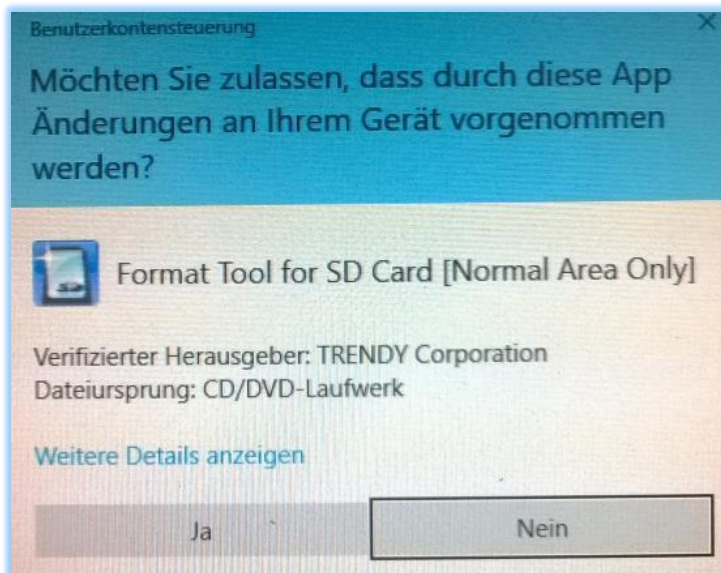 Benutzerkontensteuerung
Möchten Sie zulassen, dass durch diese App
Änderungen an Ihrem Gerät vorgenommen
werden?
SD
Format Tool for SD Card [Normal Area Only]
Verifizierter Herausgeber: TRENDY Corporation
Dateiursprung: CD/DVD-Laufwerk
Weitere Details anzeigen
Ja
Nein